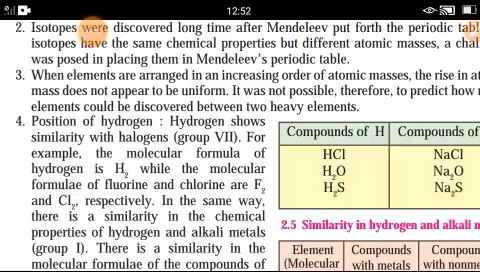 12:52
2. Isotopes were discovered long time after Mendeleev put forth the periodic
isotopes have the same chemical properties but different atomic masses, a
was posed in placing them in Mendeleev's periodic table.
3. When elements are arranged in an increasing order of atomic masses, the rise in
mass does not appear to be uniform. It was not possible, therefore, to predict how
elements could be discovered between two heavy elements.
4. Position of hydrogen : Hydrogen shows
similarity with halogens (group VII). For
example, the molecular formula of
hydrogen is H₂ while the molecular
formulae of fluorine and chlorine are F₂
and Cl₂, respectively. In the same way,
there is a similarity in the chemical
properties of hydrogen and alkali metals
(group I). There is a similarity in the
molecular formulae of the compounds of
Compounds of H Compounds of
HCl NaCl
H₂O Na₂O
H₂S Na₂S
2.5 Similarity in hydrogen and alkali
Element Compounds
(Molecular with metals with